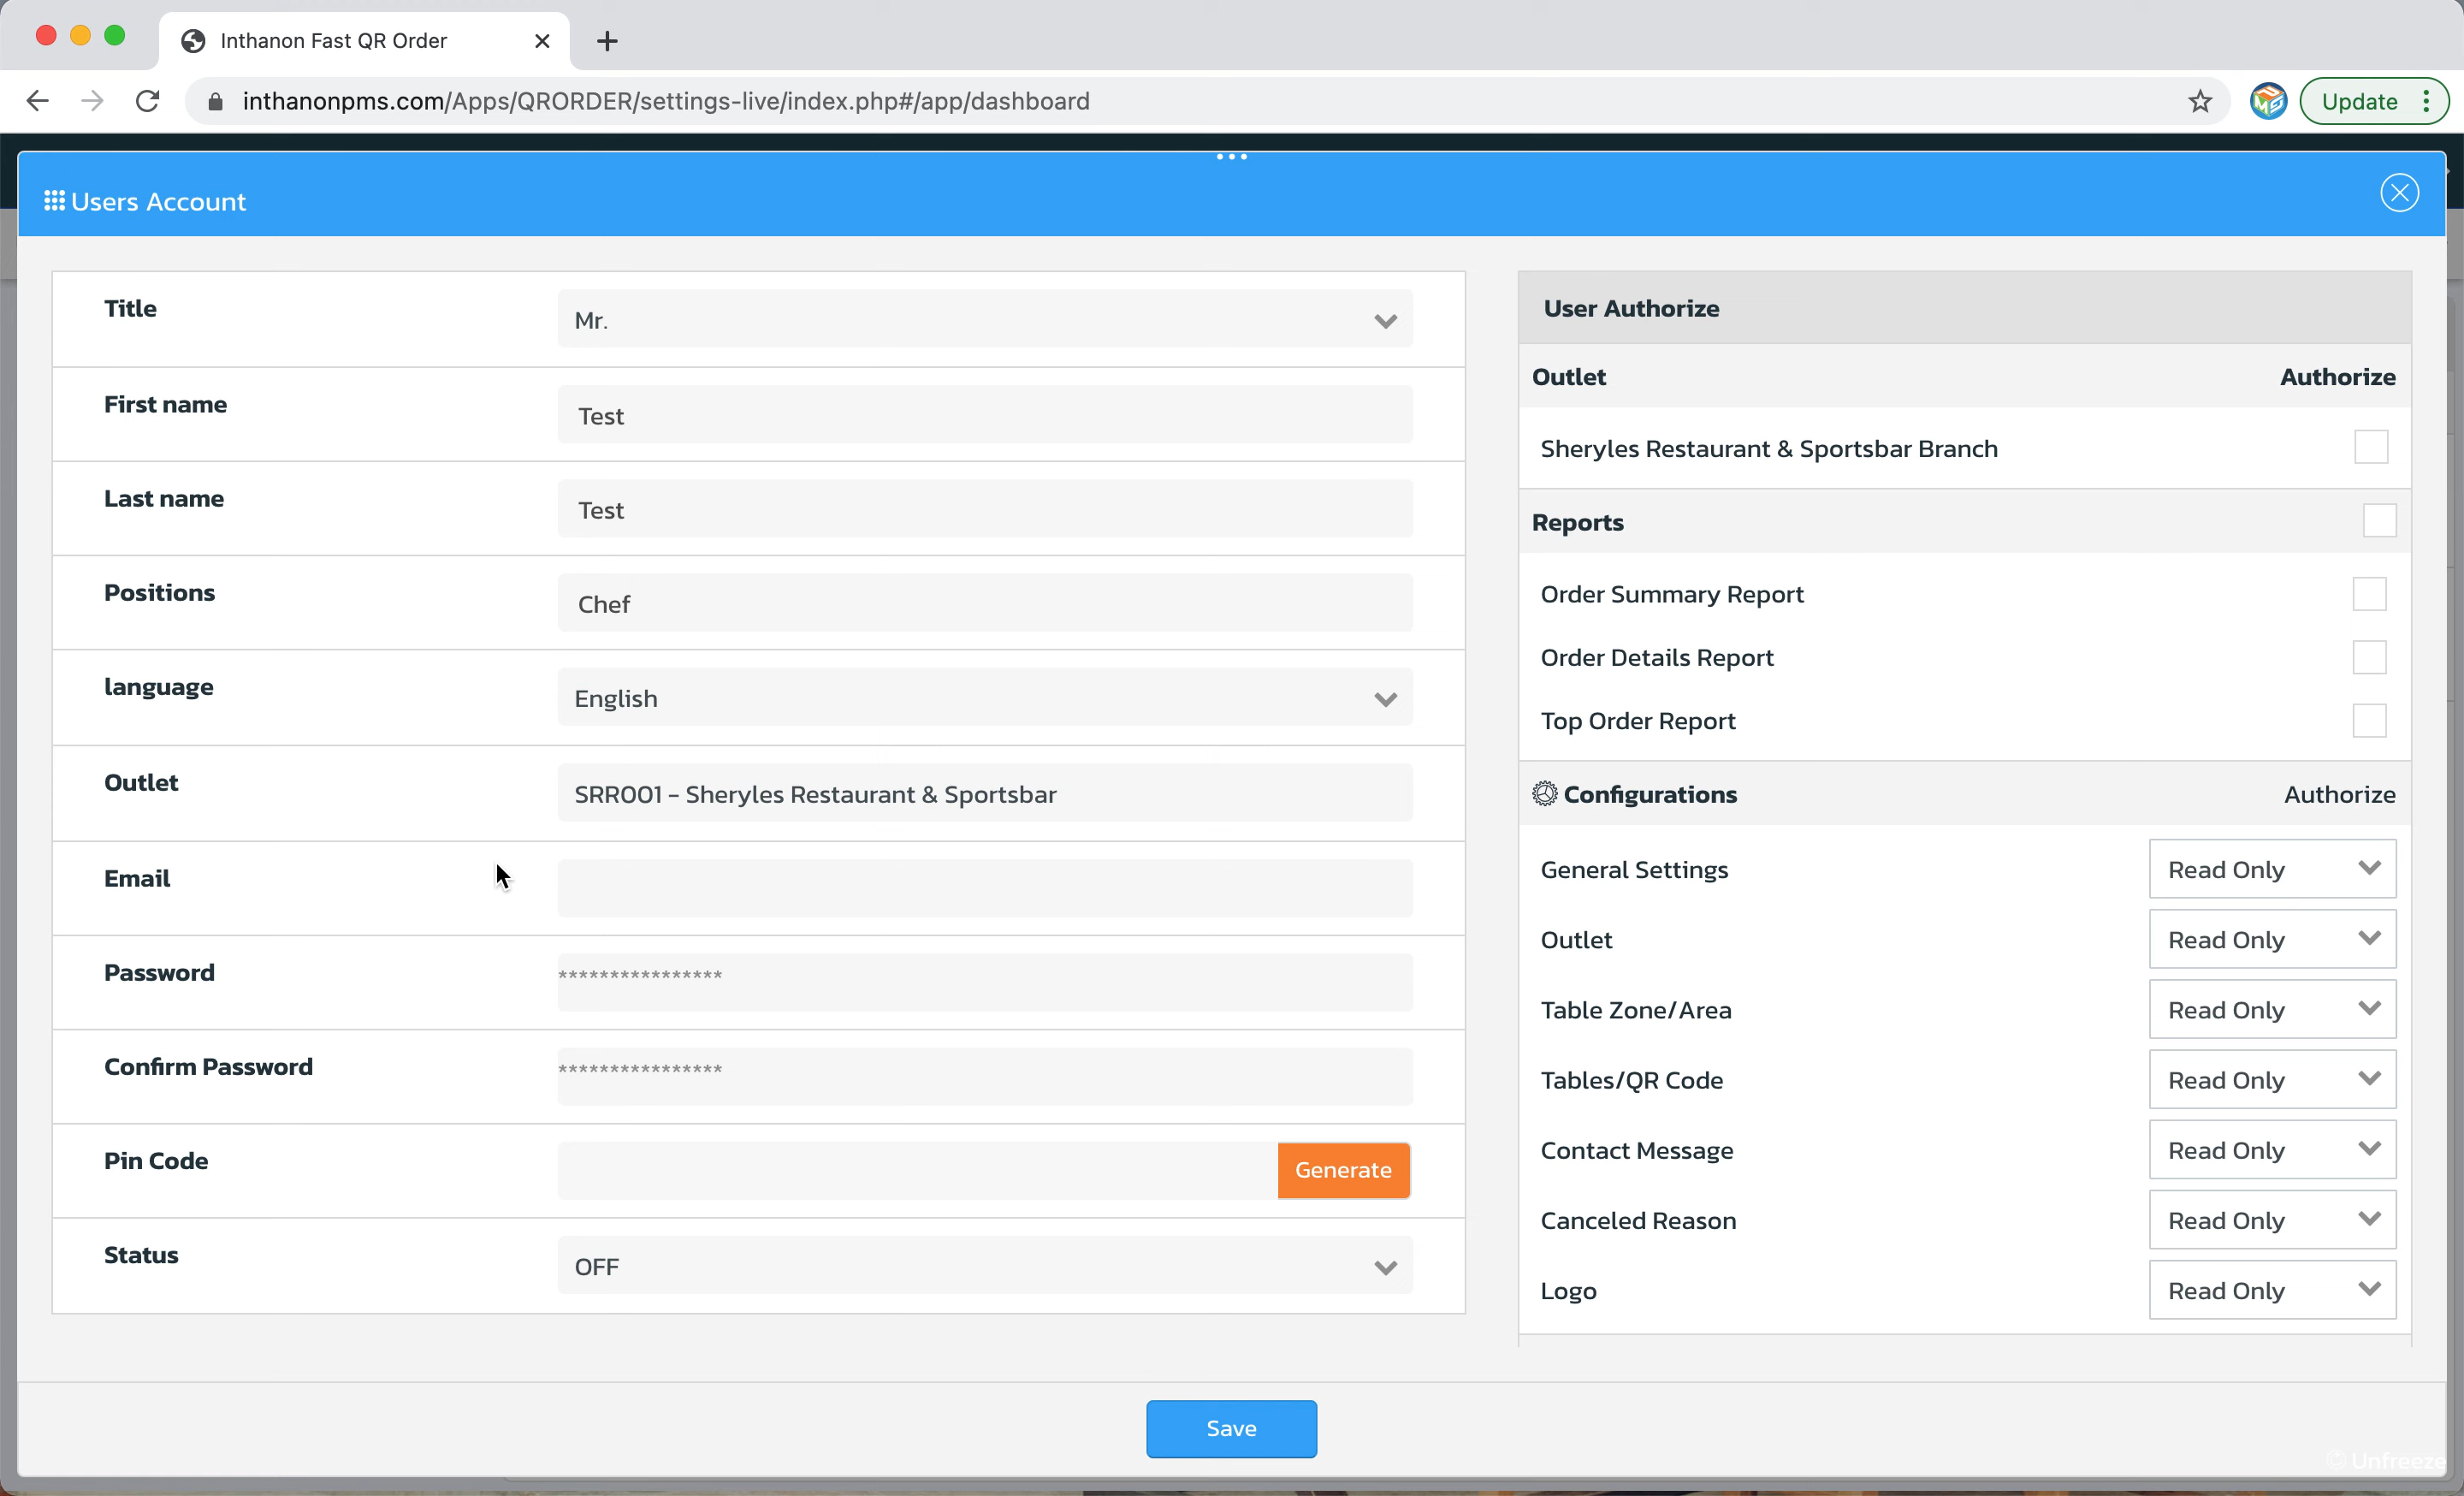 Inthanon Fast QR Order
inthanonpms.com/Apps/QRORDER/settings-live/index.php#/app/dashboard
Update
Users Account
Title
Mr.
First name
Test
Last name
Test
Positions
Chef
language
English
Outlet
SRR001 - Sheryles Restaurant & Sportsbar
Email
Password
****************
Confirm Password
****************
Pin Code
Generate
Status
OFF
User Authorize
Outlet Authorize
Sheryles Restaurant & Sportsbar Branch
Reports
Order Summary Report
Order Details Report
Top Order Report
Configurations Authorize
General Settings Read Only
Outlet Read Only
Table Zone/Area Read Only
Tables/QR Code Read Only
Contact Message Read Only
Canceled Reason Read Only
Logo Read Only
Save
Unfreeze